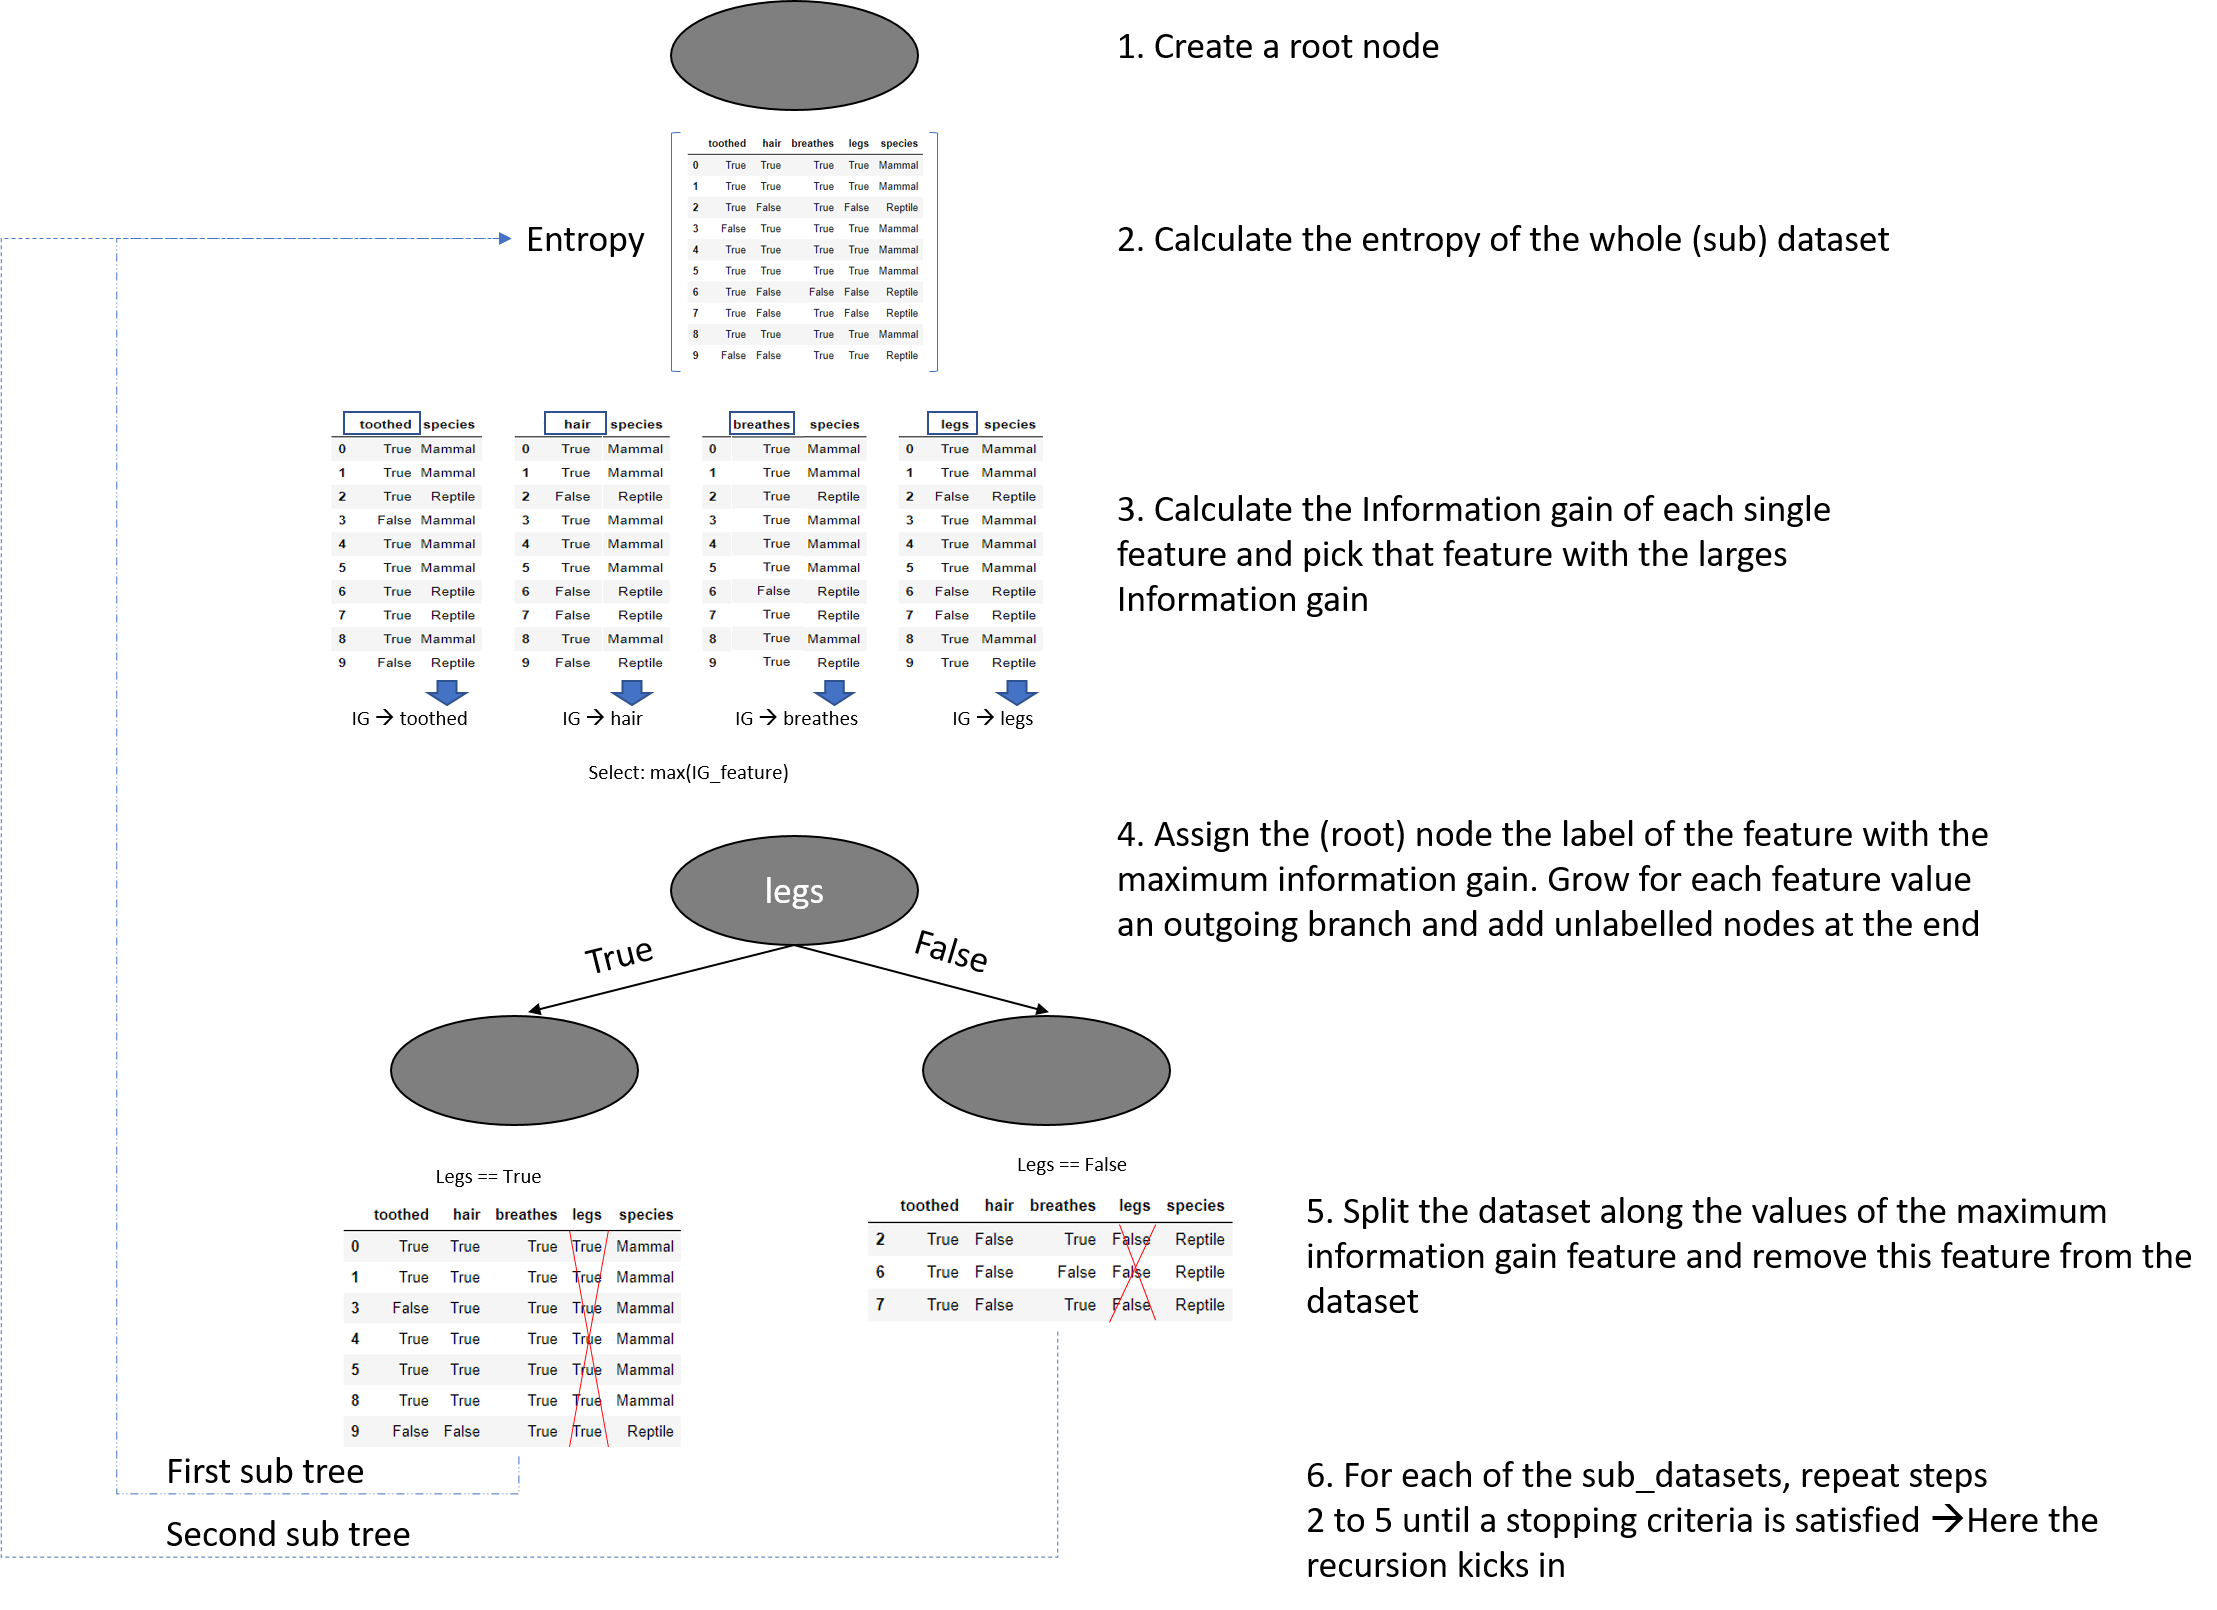 1. Create a root node
toothed hair breathes legs species
0 True True True True Mammal
1 True True True True Mammal
2 True False True False Reptile
3 False True True True Mammal
4 True True True True Mammal
5 True True True True Mammal
6 True False False False Reptile
7 True False True False Reptile
8 True True True True Mammal
9 False False True True Reptile
Entropy
2. Calculate the entropy of the whole (sub) dataset
toothed species
0 True Mammal
1 True Mammal
2 True Reptile
3 False Mammal
4 True Mammal
5 True Mammal
6 True Reptile
7 True Reptile
8 True Mammal
9 False Reptile
IG → toothed
hair species
0 True Mammal
1 True Mammal
2 False Reptile
3 True Mammal
4 True Mammal
5 True Mammal
6 False Reptile
7 False Reptile
8 True Mammal
9 False Reptile
IG → hair
breathes species
0 True Mammal
1 True Mammal
2 True Reptile
3 True Mammal
4 True Mammal
5 True Mammal
6 False Reptile
7 True Reptile
8 True Mammal
9 True Reptile
IG → breathes
legs species
0 True Mammal
1 True Mammal
2 False Reptile
3 True Mammal
4 True Mammal
5 True Mammal
6 False Reptile
7 False Reptile
8 True Mammal
9 True Reptile
IG → legs
Select: max(IG_feature)
3. Calculate the Information gain of each single
feature and pick that feature with the larges
Information gain
legs
True
False
4. Assign the (root) node the label of the feature with the
maximum information gain. Grow for each feature value
an outgoing branch and add unlabelled nodes at the end
Legs == True
toothed hair breathes legs species
0 True True True True Mammal
1 True True True True Mammal
3 False True True True Mammal
4 True True True True Mammal
5 True True True True Mammal
8 True True True True Mammal
9 False False True True Reptile
Legs == False
toothed hair breathes legs species
2 True False True False Reptile
6 True False False False Reptile
7 True False True False Reptile
5. Split the dataset along the values of the maximum
information gain feature and remove this feature from the
dataset
First sub tree
Second sub tree
6. For each of the sub_datasets, repeat steps
2 to 5 until a stopping criteria is satisfied →Here the
recursion kicks in